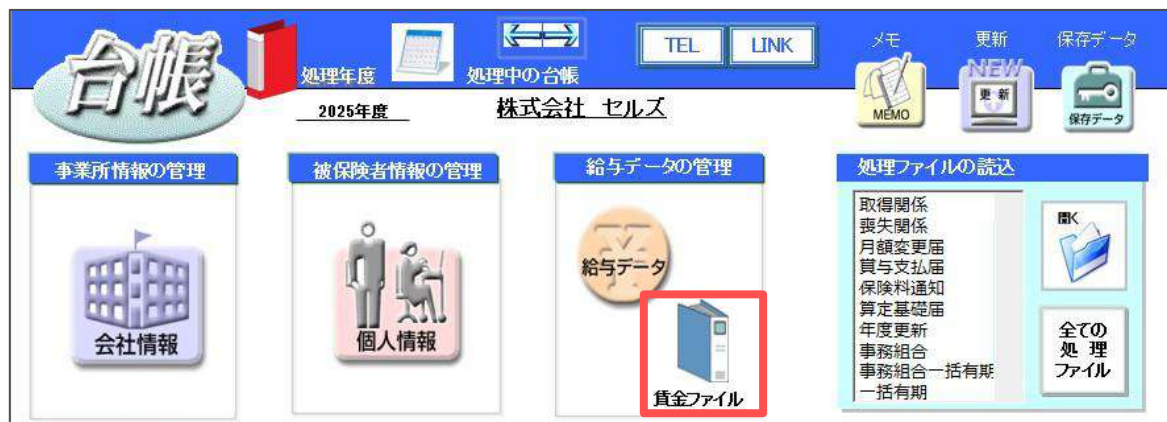 台帳
処理年度
2025年度
処理中の台帳
株式会社 セルズ
TEL
LINK
メモ
MEMO
更新
NEW
更 新
保存データ
保存データ
事業所情報の管理
会社情報
被保険者情報の管理
個人情報
給与データの管理
給与データ
賃金ファイル
処理ファイルの読込
取得関係
喪失関係
月額変更届
賞与支払届
保険料通知
算定基礎届
年度更新
事務組合
事務組合一括有期
一括有期
開く
全ての
処 理
ファイル